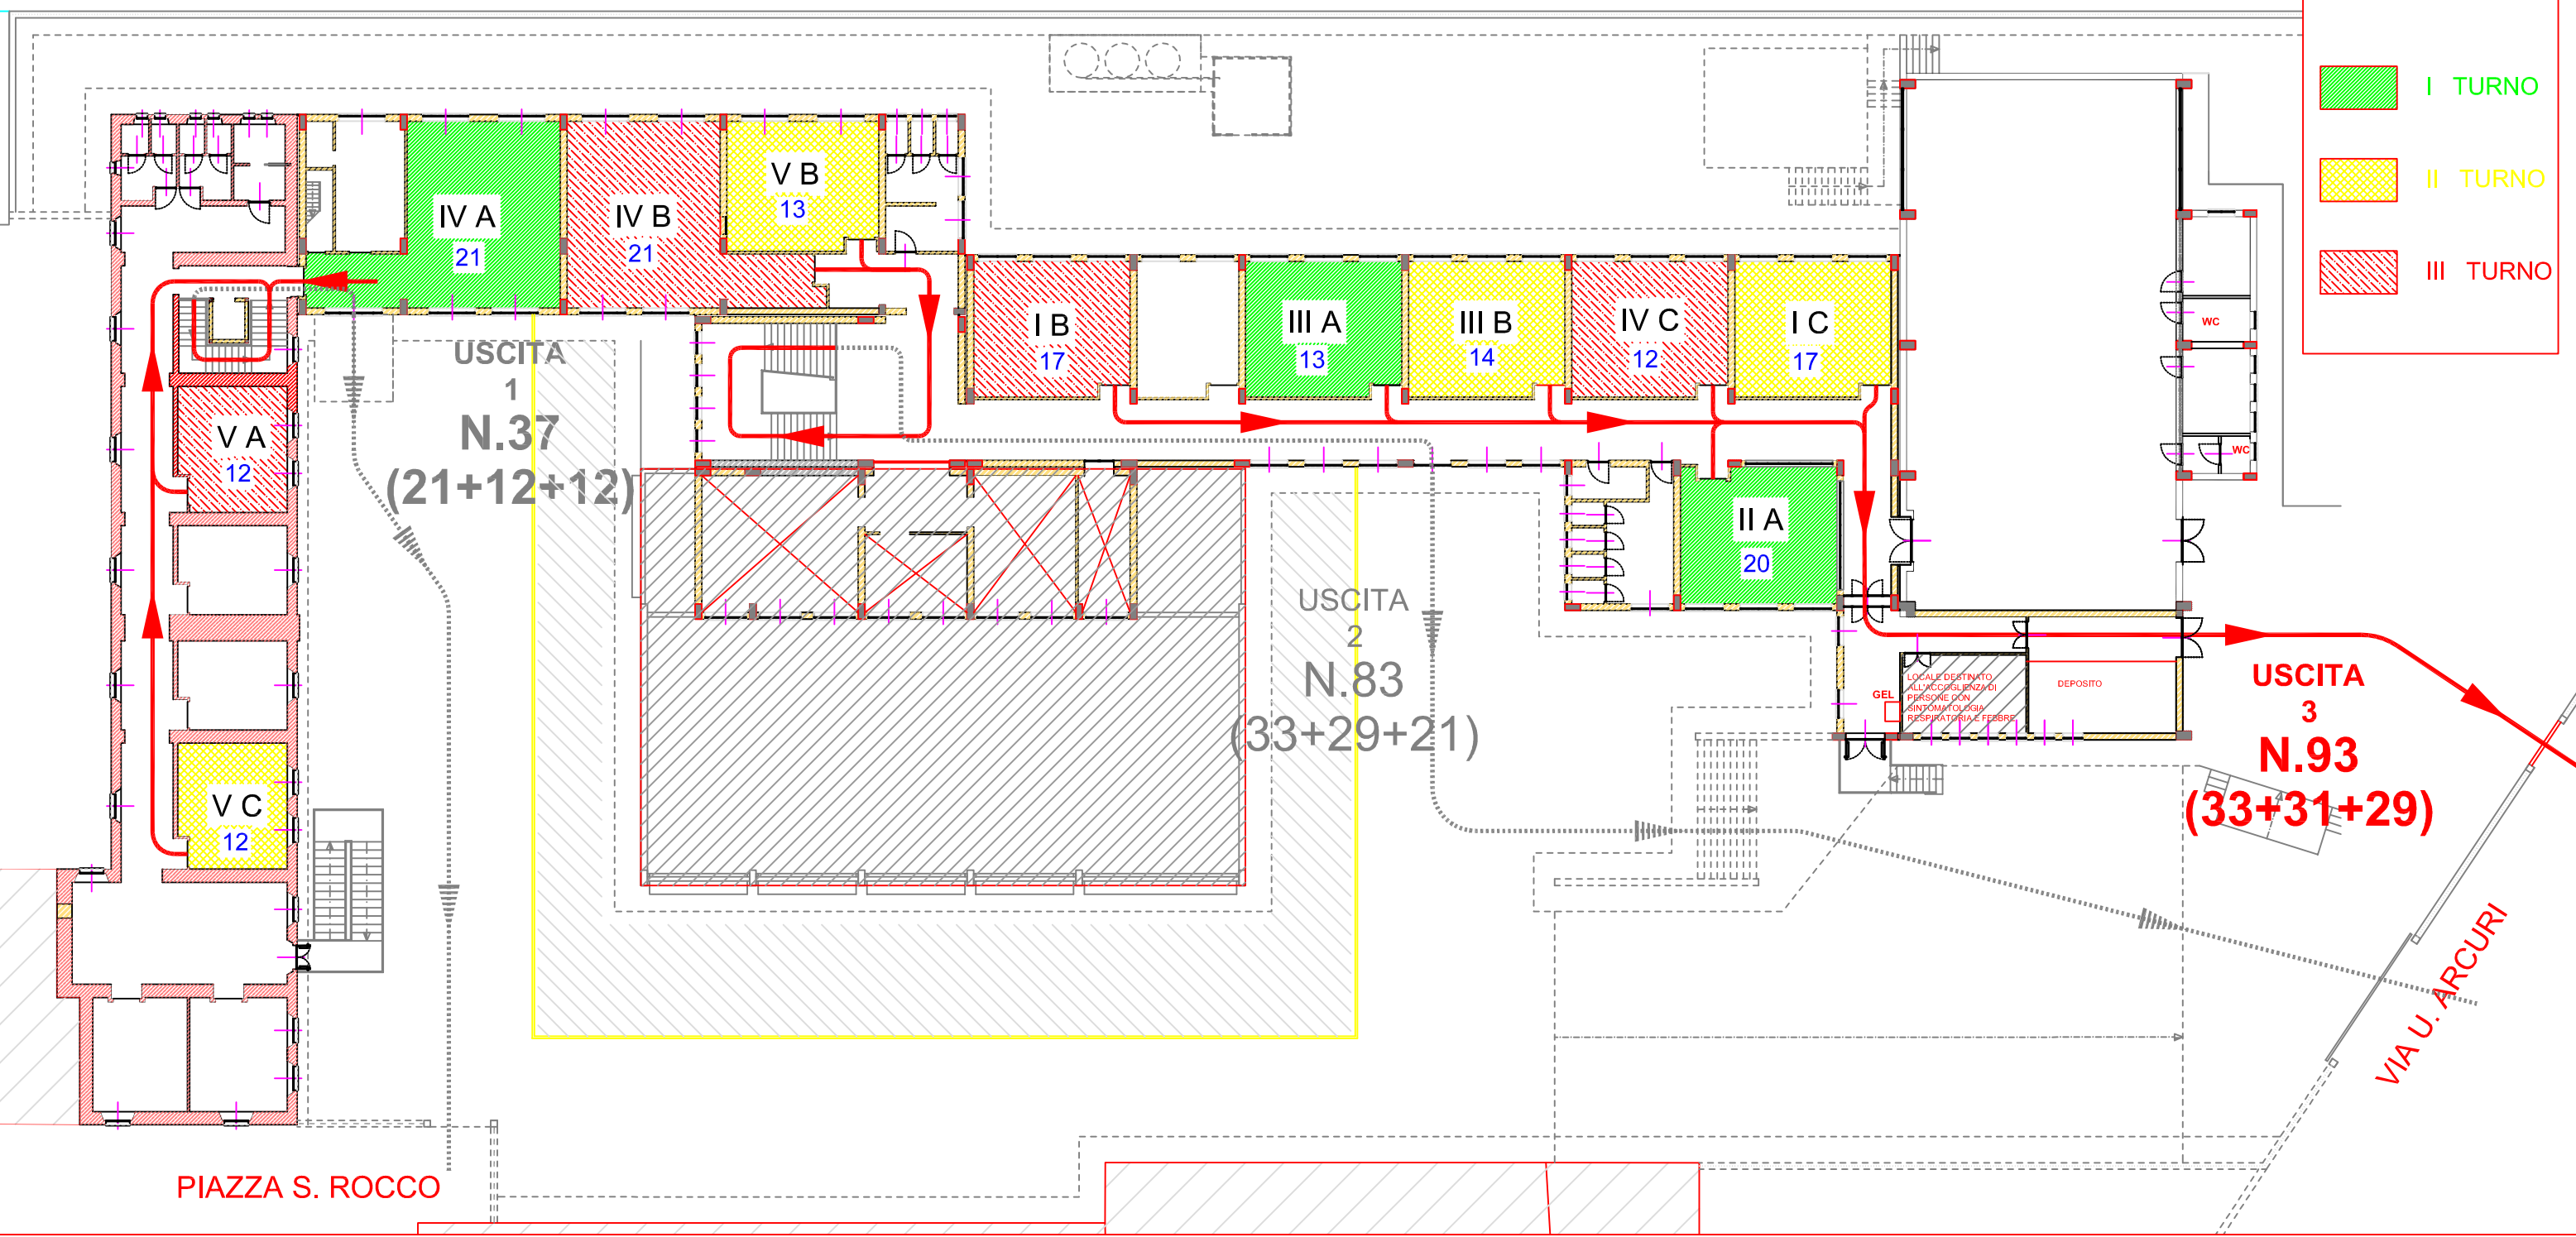 I TURNO
II TURNO
III TURNO
IV A
21
IV B
21
V B
13
I B
17
III A
13
III B
14
IV C
12
I C
17
WC
WC
USCITA
1
N.37
(21+12+12)
V A
12
II A
20
USCITA
2
N.83
(33+29+21)
V C
12
GEL
LOCALE DESTINATO
ALL'ACCOGLIENZA DI
PERSONE CON
SINTOMATOLOGIA
RESPIRATORIA E FEBBRE
DEPOSITO
USCITA
3
N.93
(33+31+29)
VIA U. ARCURI
PIAZZA S. ROCCO